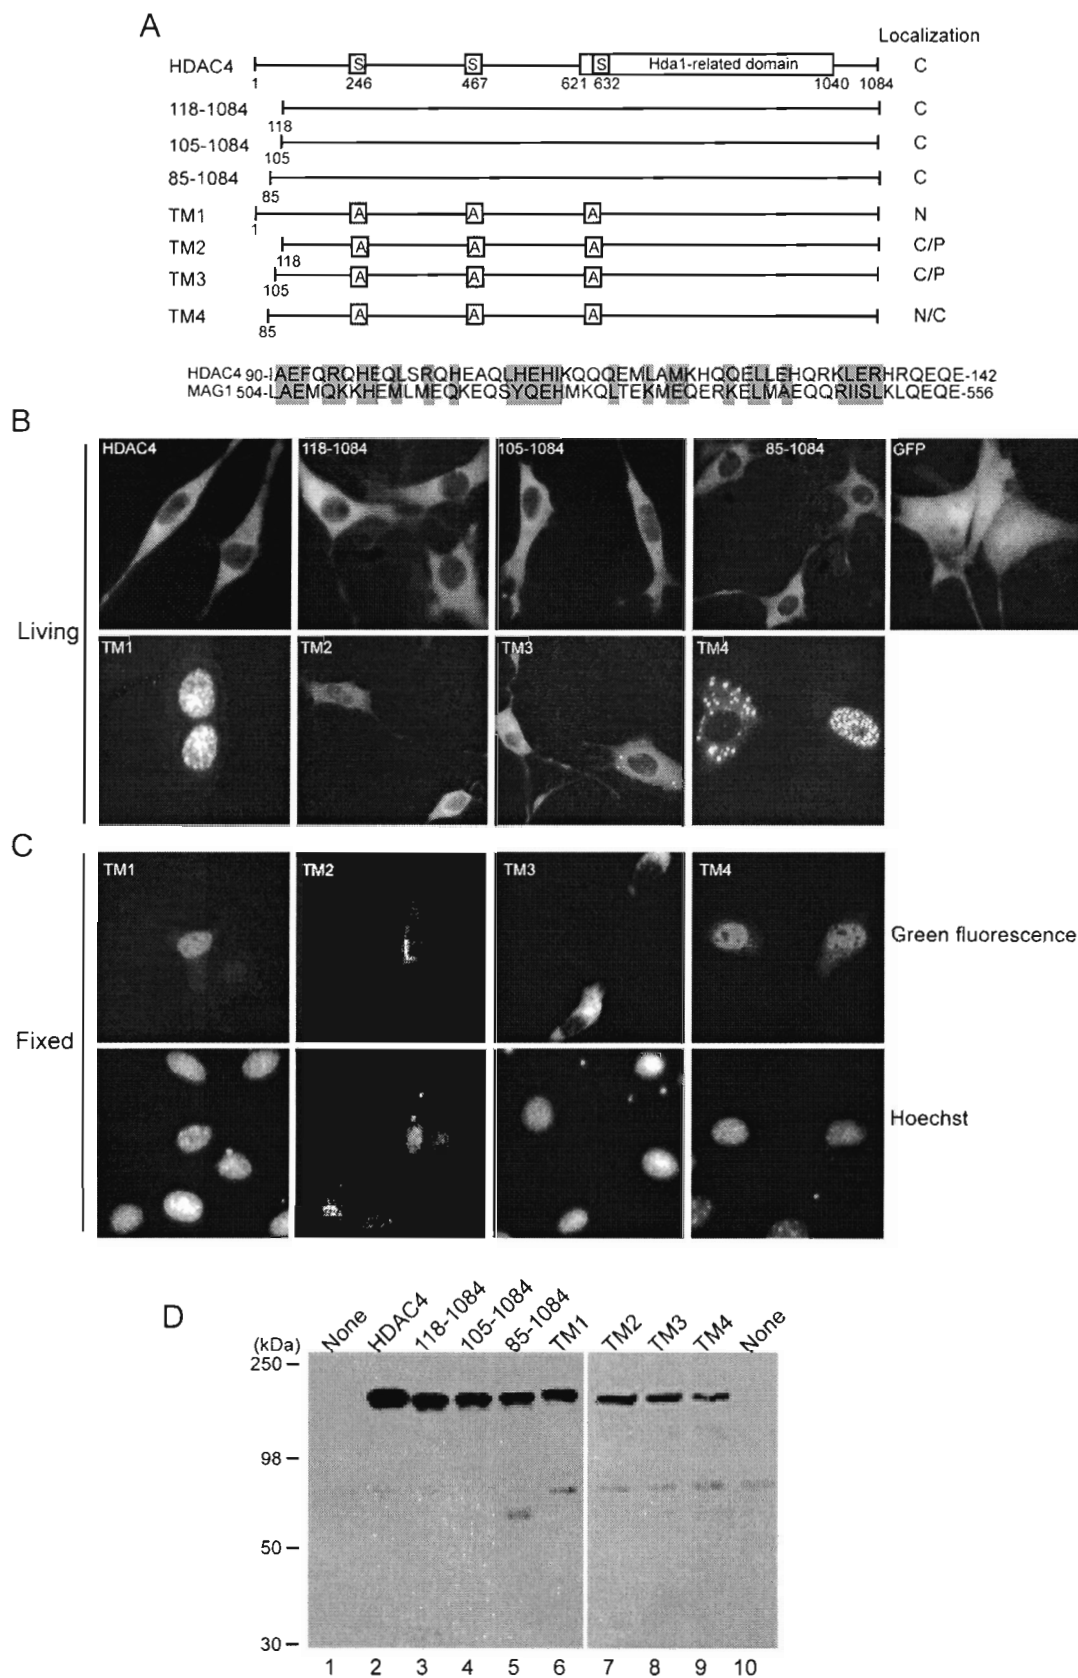 A
Localization
HDAC4 S S S Hda1-related domain C
1 246 467 621 632 1040 1084
118-1084 C
118
105-1084 C
105
85-1084 C
85
TM1 A A A N
1
TM2 A A A C/P
118
TM3 A A A C/P
105
TM4 A A A N/C
85
HDAC4 90-IAEFQRQHEQLSRQHEAQLHEHIKQQQEMLAMKHQQELLEHQRKLERHRQEQE-142
MAG1 504-LAEMQKKHEMLMEQKEQSYQEHMKQLTEKMEQERKELMAEQQRIISLKLQEQE-556
B
HDAC4 118-1084 105-1084 85-1084 GFP
Living
TM1 TM2 TM3 TM4
C
TM1 TM2 TM3 TM4
Green fluorescence
Fixed
Hoechst
D
(kDa) None HDAC4 118-1084 105-1084 85-1084 TM1 TM2 TM3 TM4 None
250
98
50
30
1 2 3 4 5 6 7 8 9 10